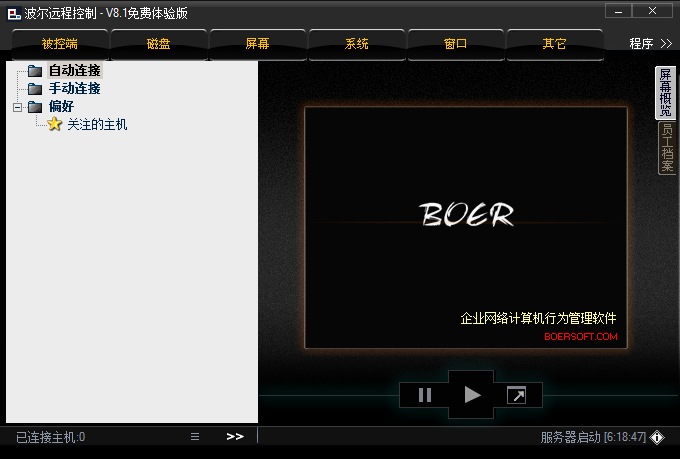 波尔远程控制 - V8.1免费体验版
被控端
磁盘
屏幕
系统
窗口
其它
程序 >>
自动连接
手动连接
偏好
关注的主机
屏幕概览
员工档案
BOER
企业网络计算机行为管理软件
BOERSOFT.COM
已连接主机:0
>>
服务器启动 [6:18:47]